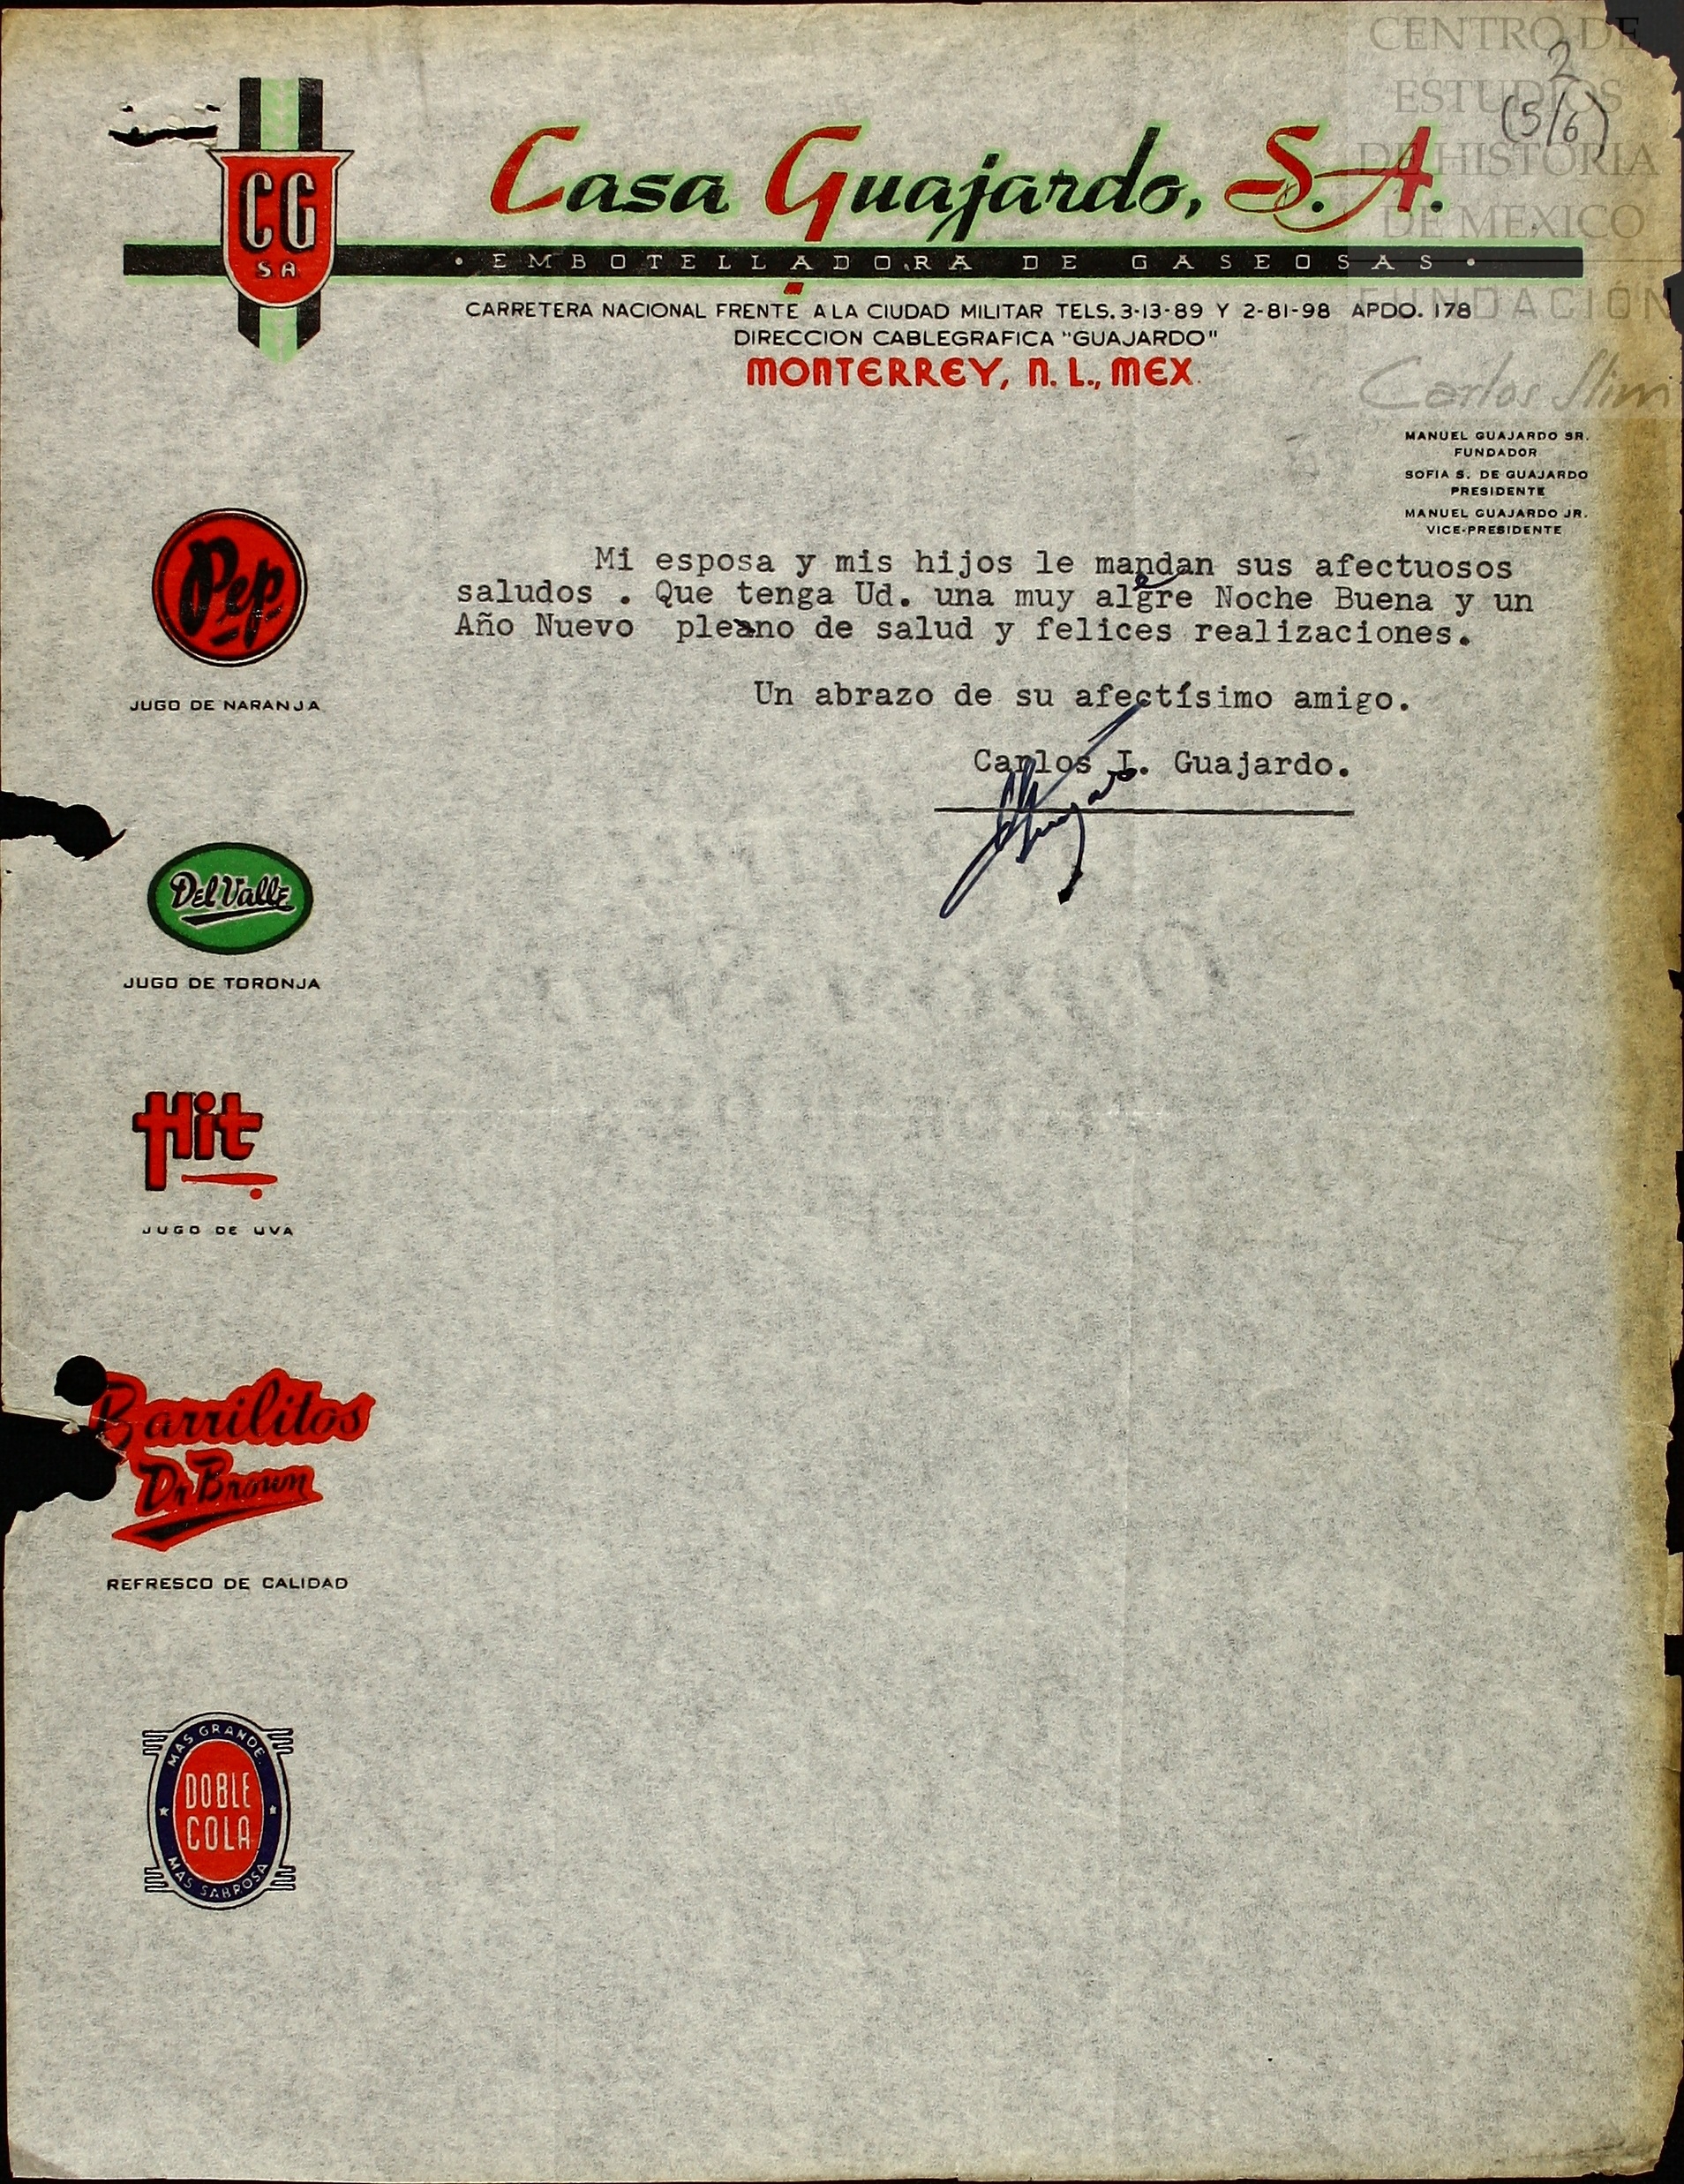 CENTRO DE
ESTUDIOS
DE HISTORIA
DE MEXICO
FUNDACIÓN
Carlos Slim
2
(5/6)
CG
SA
Casa Guajardo, S.A.
• EMBOTELLADORA DE GASEOSAS •
CARRETERA NACIONAL FRENTE A LA CIUDAD MILITAR TELS. 3-13-89 Y 2-81-98 APDO. 178
DIRECCION CABLEGRAFICA "GUAJARDO"
MONTERREY, N. L., MEX.
MANUEL GUAJARDO SR.
FUNDADOR
SOFIA S. DE GUAJARDO
PRESIDENTE
MANUEL GUAJARDO JR.
VICE-PRESIDENTE
Mi esposa y mis hijos le mandan sus afectuosos
saludos . Que tenga Ud. una muy alegre Noche Buena y un
Año Nuevo pleano de salud y felices realizaciones.
Un abrazo de su afectísimo amigo.
Carlos I. Guajardo.
Pep
JUGO DE NARANJA
Del Valle
JUGO DE TORONJA
Hit
JUGO DE UVA
Barrilitos
Dr Brown
REFRESCO DE CALIDAD
MAS GRANDE
DOBLE
COLA
MAS SABROSA